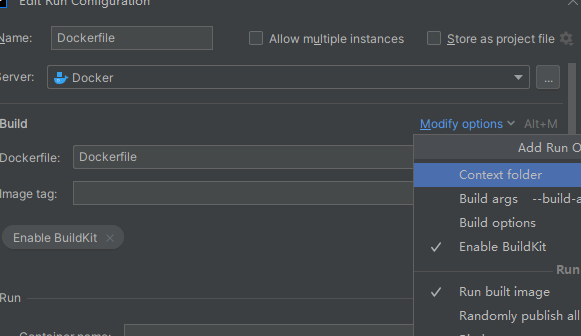 Edit Run Configuration
Name: Dockerfile Allow multiple instances Store as project file
Server: Docker ...
Build Modify options Alt+M
Add Run O
Dockerfile: Dockerfile
Context folder
Image tag:
Build args --build-a
Build options
Enable BuildKit
Enable BuildKit
Run
Run
Run built image
Randomly publish all
Container name: